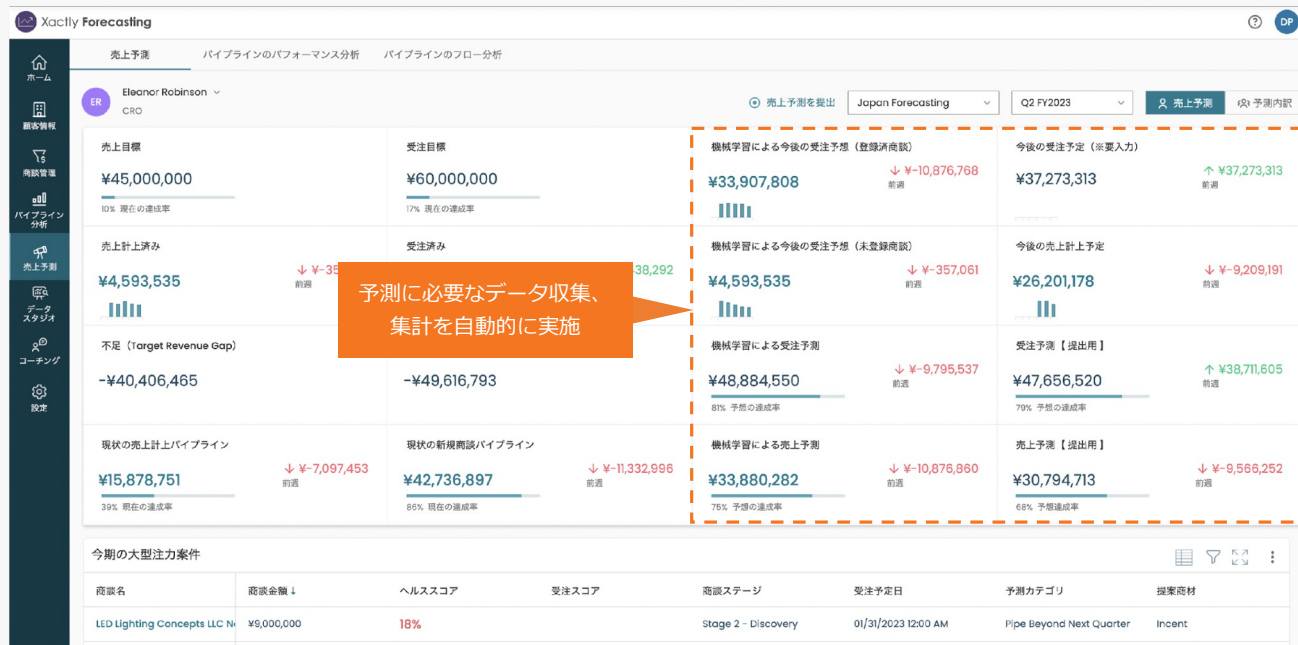 Xactly Forecasting
DP
売上予測
パイプラインのパフォーマンス分析
パイプラインのフロー分析
ホーム
顧客情報
商談管理
パイプライン
分析
売上予測
データ
スタジオ
コーチング
設定
ER
Eleanor Robinson
CRO
売上予測を提出
Japan Forecasting
Q2 FY2023
売上予測
予測内訳
売上目標
¥45,000,000
10% 現在の達成率
受注目標
¥60,000,000
17% 現在の達成率
機械学習による今後の受注予想（登録済商談）
¥33,907,808
¥-10,876,768
前週
今後の受注予定（※要入力）
¥37,273,313
¥37,273,313
前週
売上計上済み
¥4,593,535
前週
受注済み
38,292
機械学習による今後の受注予想（未登録商談）
¥4,593,535
¥-357,061
前週
今後の売上計上予定
¥26,201,178
¥-9,209,191
前週
予測に必要なデータ収集、
集計を自動的に実施
不足（Target Revenue Gap）
-¥40,406,465
-¥49,616,793
機械学習による受注予測
¥48,884,550
¥-9,795,537
前週
81% 予想の達成率
受注予測【 提出用 】
¥47,656,520
¥38,711,605
前週
79% 予想の達成率
現状の売上計上パイプライン
¥15,878,751
¥-7,097,453
前週
39% 現在の達成率
現状の新規商談パイプライン
¥42,736,897
¥-11,332,996
前週
86% 現在の達成率
機械学習による売上予測
¥33,880,282
¥-10,876,860
前週
75% 予想の達成率
売上予測【 提出用 】
¥30,794,713
¥-9,566,252
前週
68% 予想達成率
今期の大型注力案件
商談名
商談金額↓
ヘルススコア
受注スコア
商談ステージ
受注予定日
予測カテゴリ
提案商材
LED Lighting Concepts LLC
¥9,000,000
18%
Stage 2 - Discovery
01/31/2023 12:00 AM
Pipe Beyond Next Quarter
Incent